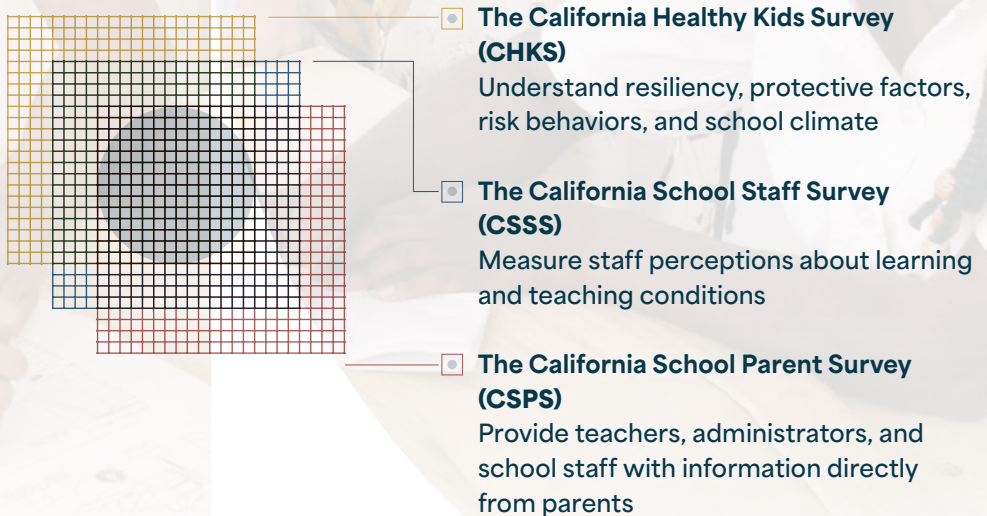 The California Healthy Kids Survey
(CHKS)
Understand resiliency, protective factors,
risk behaviors, and school climate
The California School Staff Survey
(CSSS)
Measure staff perceptions about learning
and teaching conditions
The California School Parent Survey
(CSPS)
Provide teachers, administrators, and
school staff with information directly
from parents